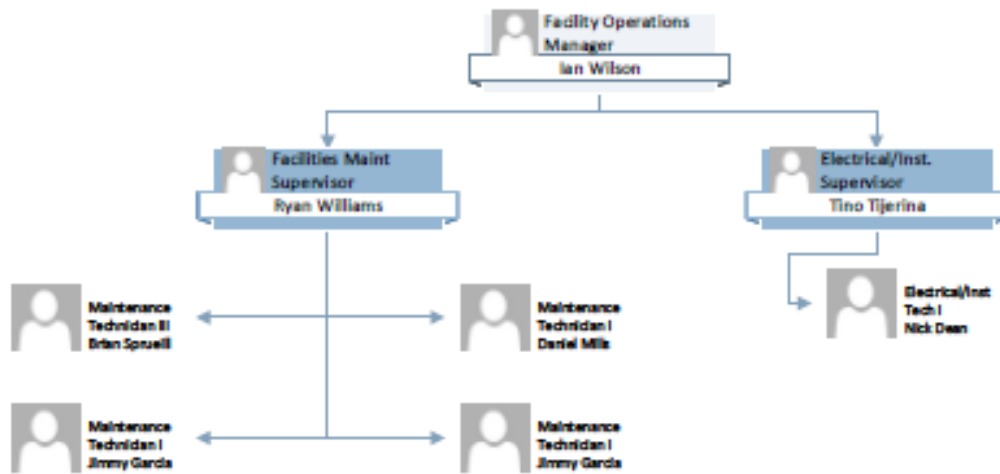 Facility Operations
Manager
Ian Wilson
Facilities Maint
Supervisor
Ryan Williams
Electrical/Inst.
Supervisor
Tino Tijerina
Maintenance
Technician III
Brian Spruell
Maintenance
Technician I
Daniel Mills
Electrical/Inst
Tech I
Nick Dean
Maintenance
Technician I
Jimmy Garcia
Maintenance
Technician I
Jimmy Garcia